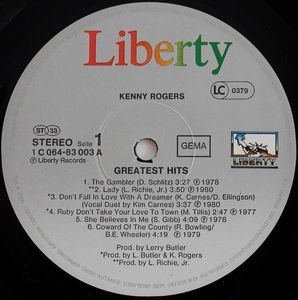 Liberty
KENNY ROGERS
LC 0379
ST 33
STEREO Seite 1
1 C 064-83 003 A
℗ Liberty Records
GEMA
LIBERTY
GREATEST HITS
1. The Gambler (D. Schlitz) 3:27 ℗ 1978
**2. Lady (L. Richie, Jr.) 3:50 ℗ 1980
*3. Don't Fall In Love With A Dreamer (K. Carnes/D. Ellingson)
(Vocal Duet by Kim Carnes) 3:35 ℗ 1980
*4. Ruby Don't Take Your Love To Town (M. Tillis) 2:47 ℗ 1977
5. She Believes In Me (S. Gibb) 4:09 ℗ 1978
6. Coward Of The County (R. Bowling/
B.E. Wheeler) 4:19 ℗ 1979
Prod. by Lerry Butler
*Prod. by L. Butler & K. Rogers
**Prod. by L. Richie, Jr.